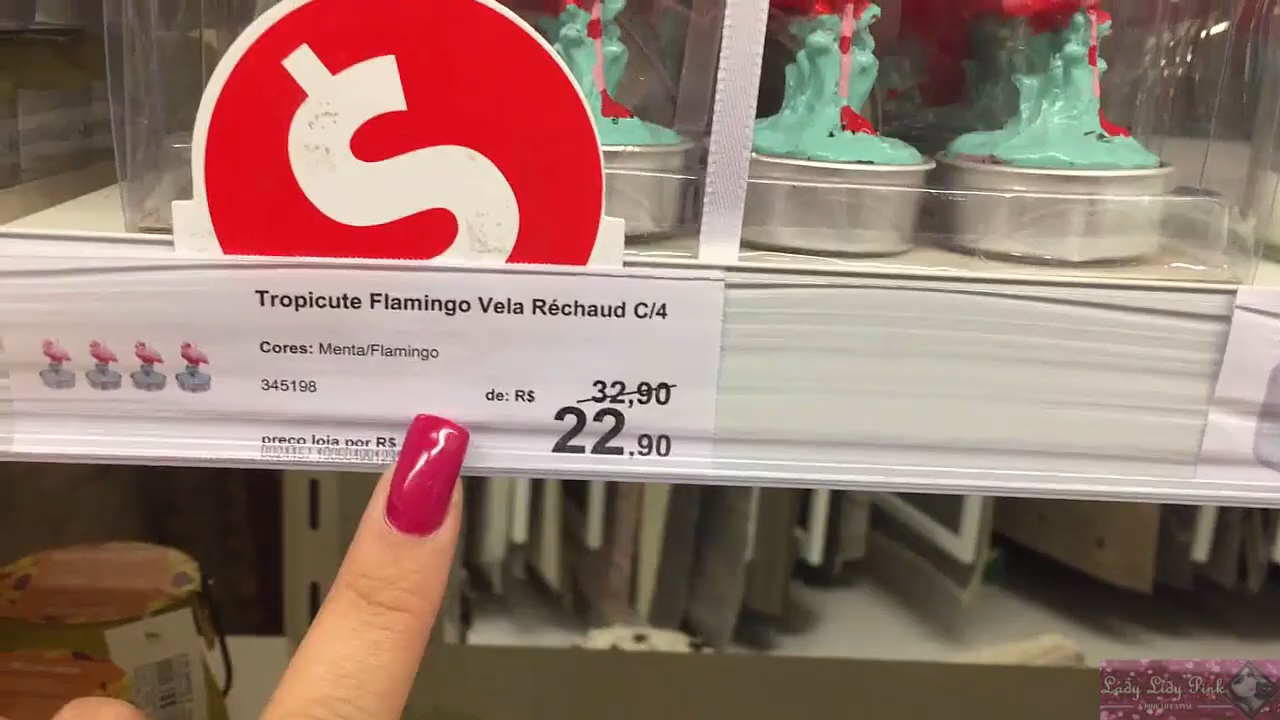 Tropicute Flamingo Vela Réchaud C/4
Cores: Menta/Flamingo
345198
de: R$ 32,90
preço loja por R$ 22,90
Lady Lidy Pink